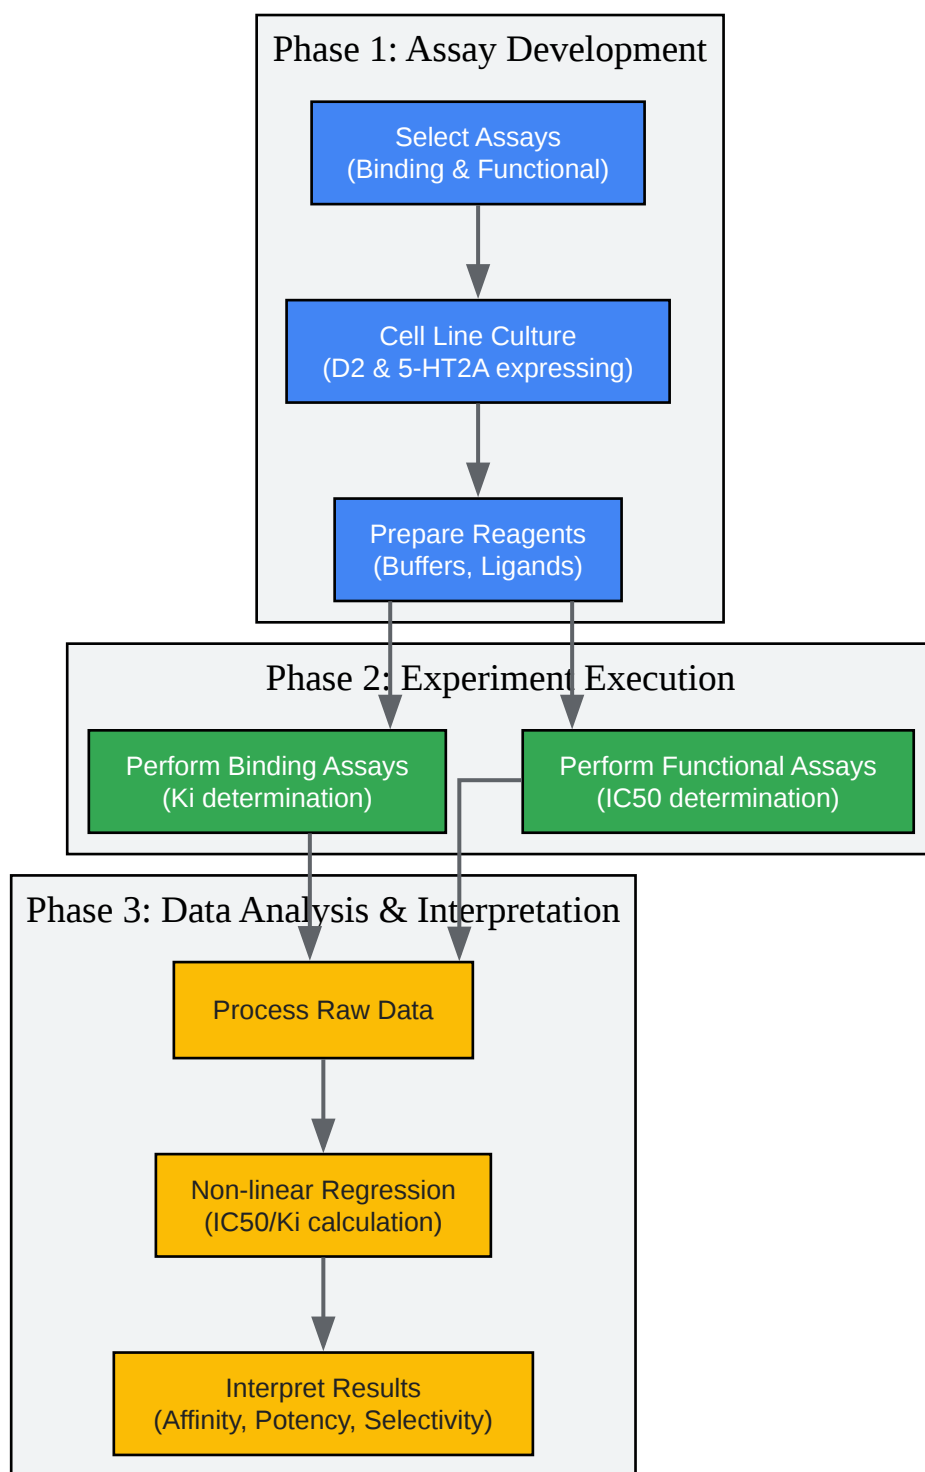 Phase 1: Assay Development
Select Assays
(Binding & Functional)
Cell Line Culture
(D2 & 5-HT2A expressing)
Prepare Reagents
(Buffers, Ligands)
Phase 2: Experiment Execution
Perform Binding Assays
(Ki determination)
Perform Functional Assays
(IC50 determination)
Phase 3: Data Analysis & Interpretation
Process Raw Data
Non-linear Regression
(IC50/Ki calculation)
Interpret Results
(Affinity, Potency, Selectivity)